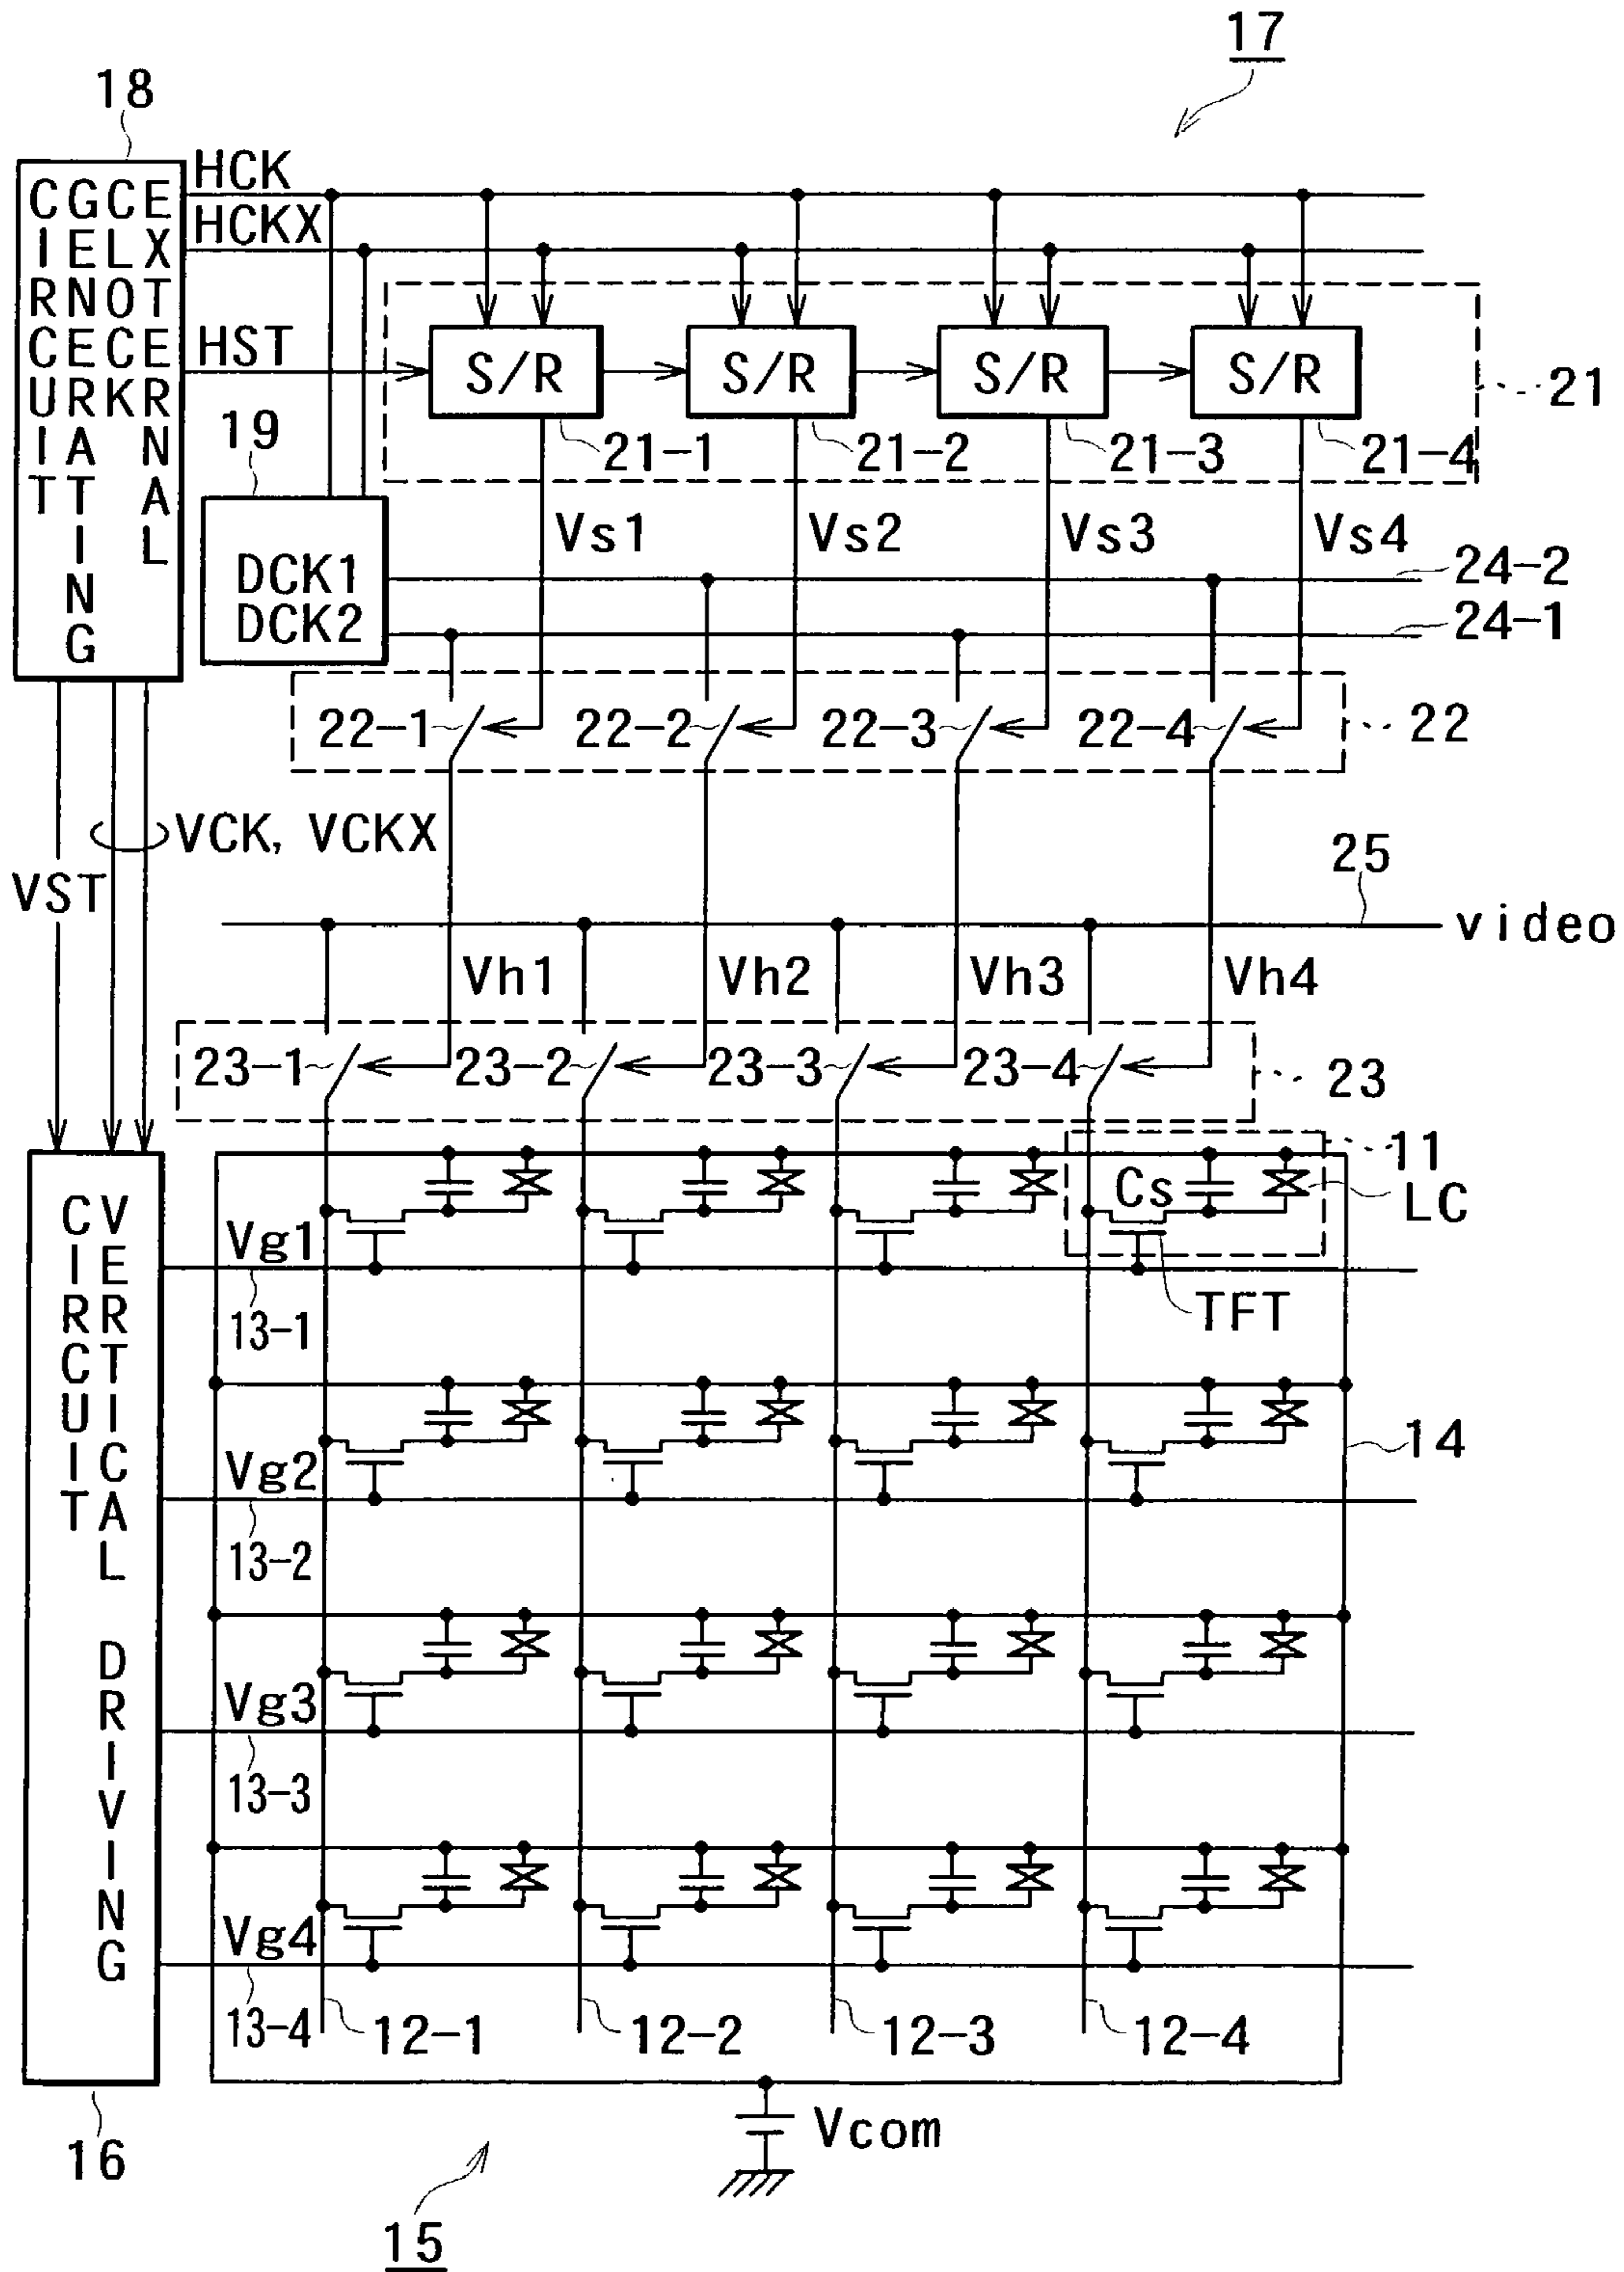 17
18
HCK
HCKX
EXTERNAL
CLOCK
GENERATING
CIRCUIT
HST
S/R
S/R
S/R
S/R
21
19
21-1
21-2
21-3
21-4
Vs1
Vs2
Vs3
Vs4
DCK1
24-2
DCK2
24-1
22-1
22-2
22-3
22-4
22
VCK, VCKX
VST
25
video
Vh1
Vh2
Vh3
Vh4
23-1
23-2
23-3
23-4
23
11
Cs
LC
VERTICAL DRIVING
CIRCUIT
Vg1
13-1
TFT
14
Vg2
13-2
Vg3
13-3
Vg4
13-4
12-1
12-2
12-3
12-4
Vcom
16
15